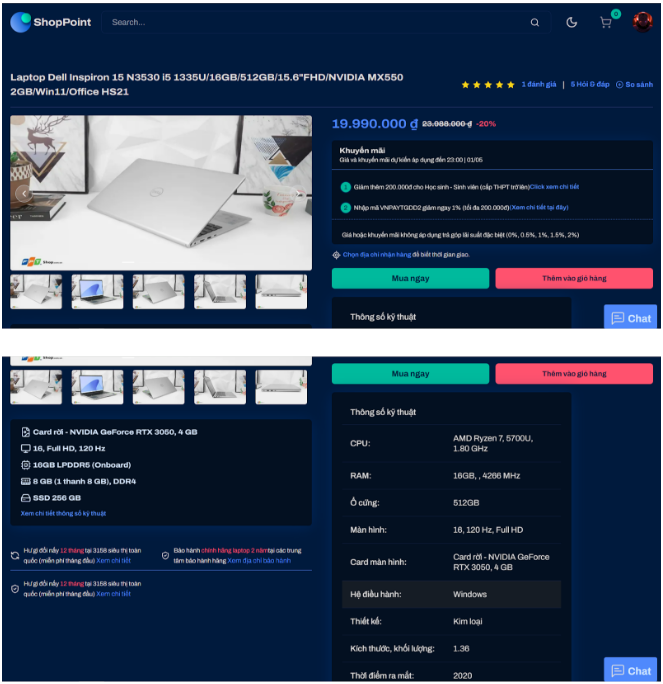 ShopPoint
Search...
0
Laptop Dell Inspiron 15 N3530 i5 1335U/16GB/512GB/15.6"FHD/NVIDIA MX550
2GB/Win11/Office HS21
1 đánh giá | 5 Hỏi & đáp So sánh
19.990.000 ₫ 23.988.000 ₫ -20%
Khuyến mãi
Giá và khuyến mãi dự kiến áp dụng đến 23:00 | 01/05
1 Giảm thêm 200.000đ cho Học sinh - Sinh viên (cấp THPT trở lên)Click xem chi tiết
2 Nhập mã VNPAYTGDD2 giảm ngay 1% (tối đa 200.000đ)(Xem chi tiết tại đây)
Giá hoặc khuyến mãi không áp dụng trả góp lãi suất đặc biệt (0%, 0.5%, 1%, 1.5%, 2%)
Chọn địa chỉ nhận hàng để biết thời gian giao.
Mua ngay
Thêm vào giỏ hàng
Thông số kỹ thuật
Chat
Mua ngay
Thêm vào giỏ hàng
Card rời - NVIDIA GeForce RTX 3050, 4 GB
16, Full HD, 120 Hz
16GB LPDDR5 (Onboard)
8 GB (1 thanh 8 GB), DDR4
SSD 256 GB
Xem chi tiết thông số kỹ thuật
Hư gì đổi nấy 12 tháng tại 3158 siêu thị toàn
quốc (miễn phí tháng đầu) Xem chi tiết
Bảo hành chính hãng laptop 2 năm tại các trung
tâm bảo hành hãng Xem địa chỉ bảo hành
Hư gì đổi nấy 12 tháng tại 3158 siêu thị toàn
quốc (miễn phí tháng đầu) Xem chi tiết
Thông số kỹ thuật
CPU: AMD Ryzen 7, 5700U,
1.80 GHz
RAM: 16GB, , 4266 MHz
Ổ cứng: 512GB
Màn hình: 16, 120 Hz, Full HD
Card màn hình: Card rời - NVIDIA GeForce
RTX 3050, 4 GB
Hệ điều hành: Windows
Thiết kế: Kim loại
Kích thước, khối lượng: 1.36
Thời điểm ra mắt: 2020
Chat